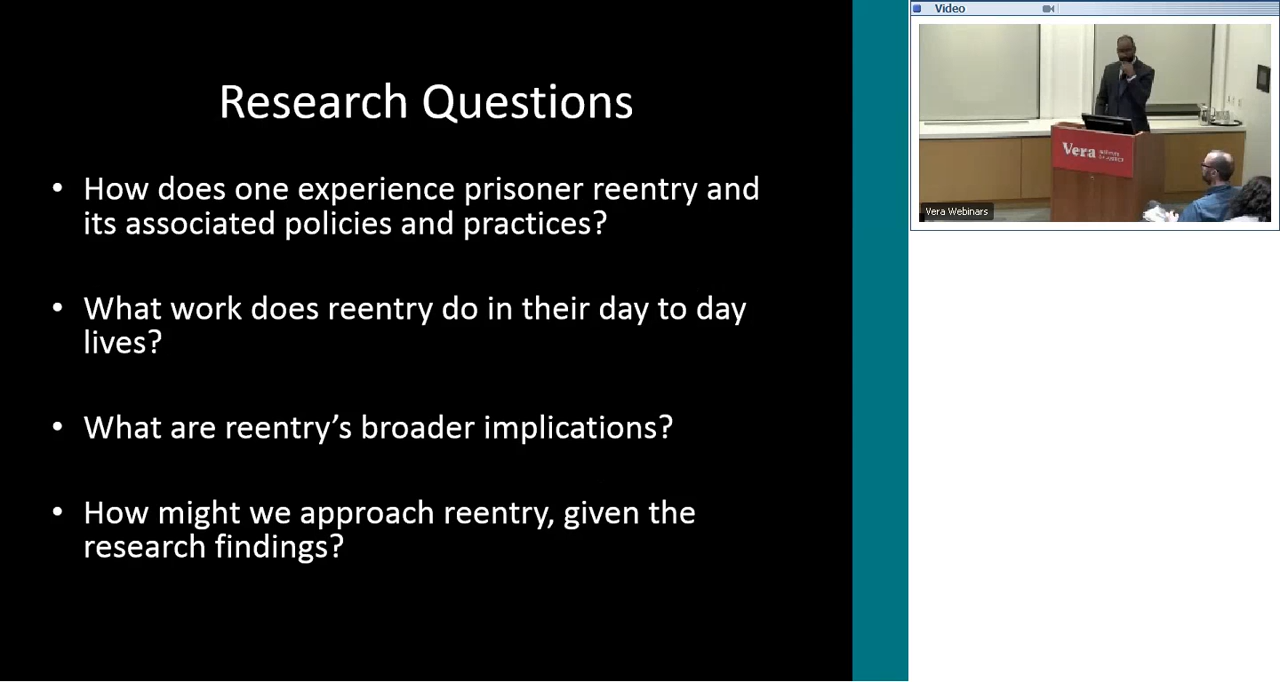 Research Questions
• How does one experience prisoner reentry and
its associated policies and practices?
• What work does reentry do in their day to day
lives?
• What are reentry’s broader implications?
• How might we approach reentry, given the
research findings?
Video
Vera
Vera Webinars